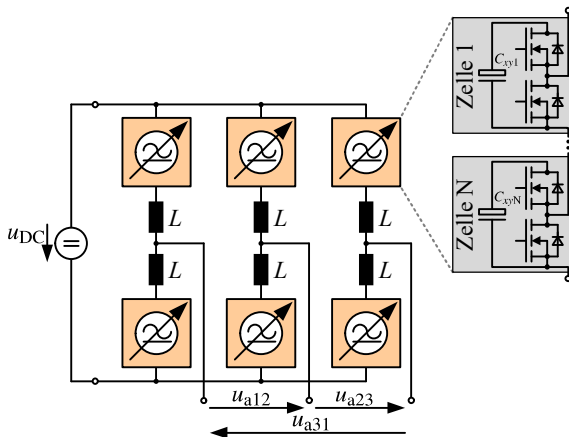 Zelle 1
C_xy1
Zelle N
C_xyN
L
L
L
u_DC
=
L
L
L
u_a12
u_a23
u_a31